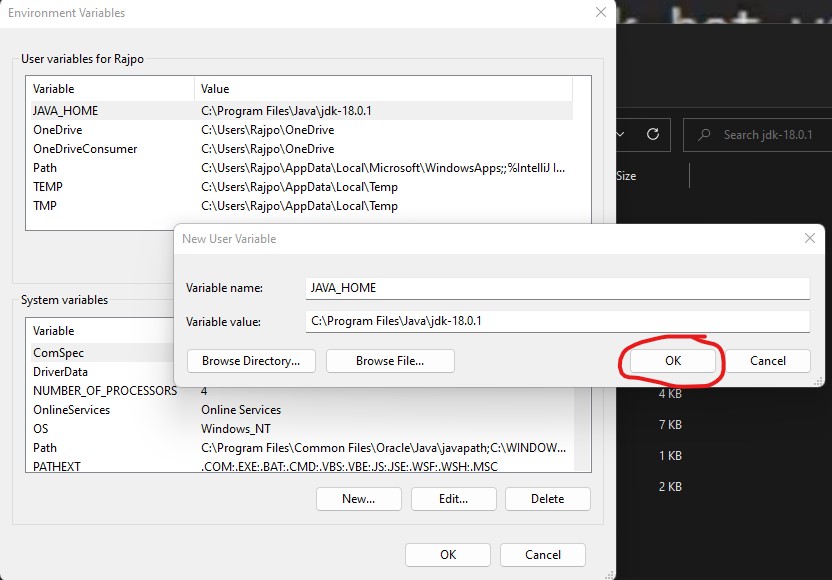 Environment Variables
User variables for Rajpo
Variable Value
JAVA_HOME C:\Program Files\Java\jdk-18.0.1
OneDrive C:\Users\Rajpo\OneDrive
OneDriveConsumer C:\Users\Rajpo\OneDrive
Path C:\Users\Rajpo\AppData\Local\Microsoft\WindowsApps;;%IntelliJ I...
TEMP C:\Users\Rajpo\AppData\Local\Temp
TMP C:\Users\Rajpo\AppData\Local\Temp
Search jdk-18.0.1
Size
New User Variable
Variable name: JAVA_HOME
Variable value: C:\Program Files\Java\jdk-18.0.1
Browse Directory... Browse File... OK Cancel
System variables
Variable
ComSpec
DriverData
NUMBER_OF_PROCESSORS 4
OnlineServices Online Services
OS Windows_NT
Path C:\Program Files\Common Files\Oracle\Java\javapath;C:\WINDOW...
PATHEXT .COM;.EXE;.BAT;.CMD;.VBS;.VBE;.JS;.JSE;.WSF;.WSH;.MSC
New... Edit... Delete
OK Cancel
4 KB
7 KB
1 KB
2 KB